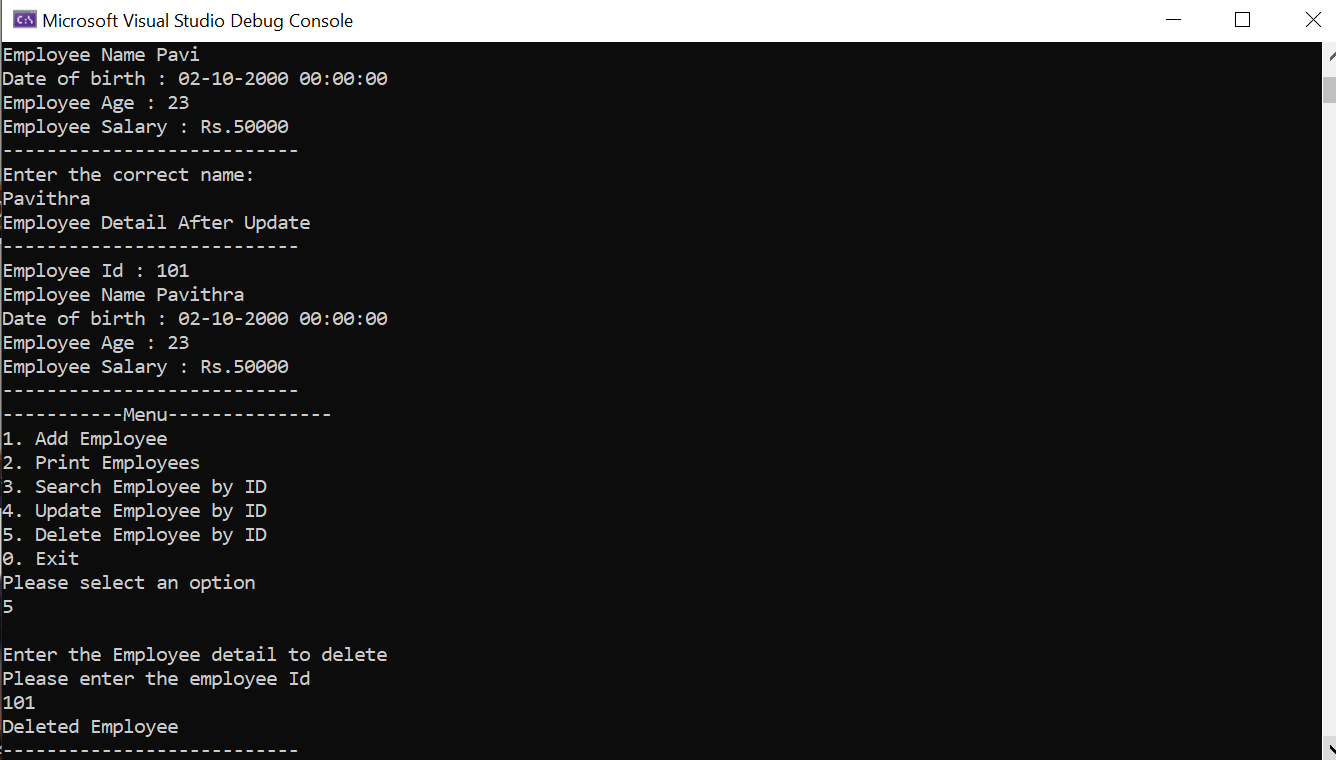 Microsoft Visual Studio Debug Console
Employee Name Pavi
Date of birth : 02-10-2000 00:00:00
Employee Age : 23
Employee Salary : Rs.50000
---------------------------
Enter the correct name:
Pavithra
Employee Detail After Update
---------------------------
Employee Id : 101
Employee Name Pavithra
Date of birth : 02-10-2000 00:00:00
Employee Age : 23
Employee Salary : Rs.50000
---------------------------
-----------Menu---------------
1. Add Employee
2. Print Employees
3. Search Employee by ID
4. Update Employee by ID
5. Delete Employee by ID
0. Exit
Please select an option
5
Enter the Employee detail to delete
Please enter the employee Id
101
Deleted Employee
---------------------------